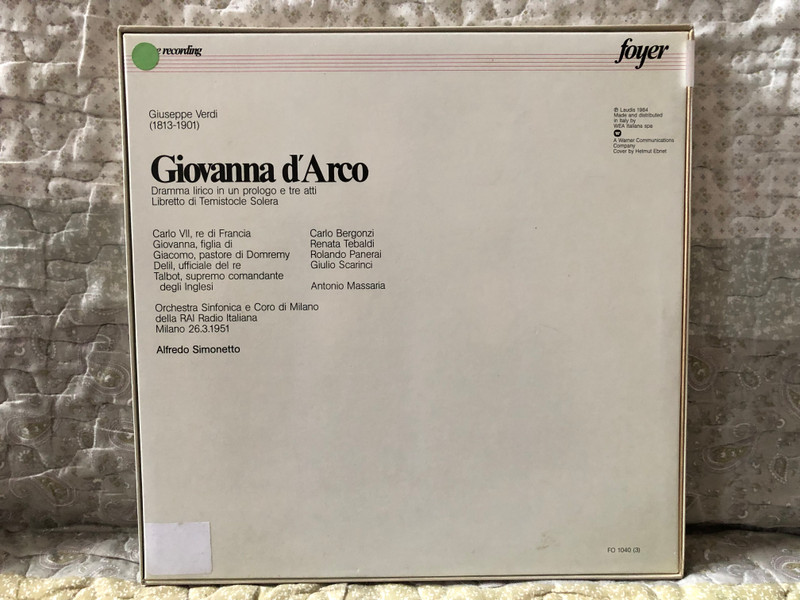 recording
foyer
Giuseppe Verdi
(1813-1901)
Giovanna d'Arco
Dramma lirico in un prologo e tre atti
Libretto di Temistocle Solera
℗ Laudis 1984
Made and distributed
in Italy by
WEA Italiana spa
A Warner Communications
Company
Cover by Helmut Ebnet
Carlo VII, re di Francia Carlo Bergonzi
Giovanna, figlia di Renata Tebaldi
Giacomo, pastore di Domremy Rolando Panerai
Delil, ufficiale del re Giulio Scarinci
Talbot, supremo comandante
degli Inglesi Antonio Massaria
Orchestra Sinfonica e Coro di Milano
della RAI Radio Italiana
Milano 26.3.1951
Alfredo Simonetto
FO 1040 (3)